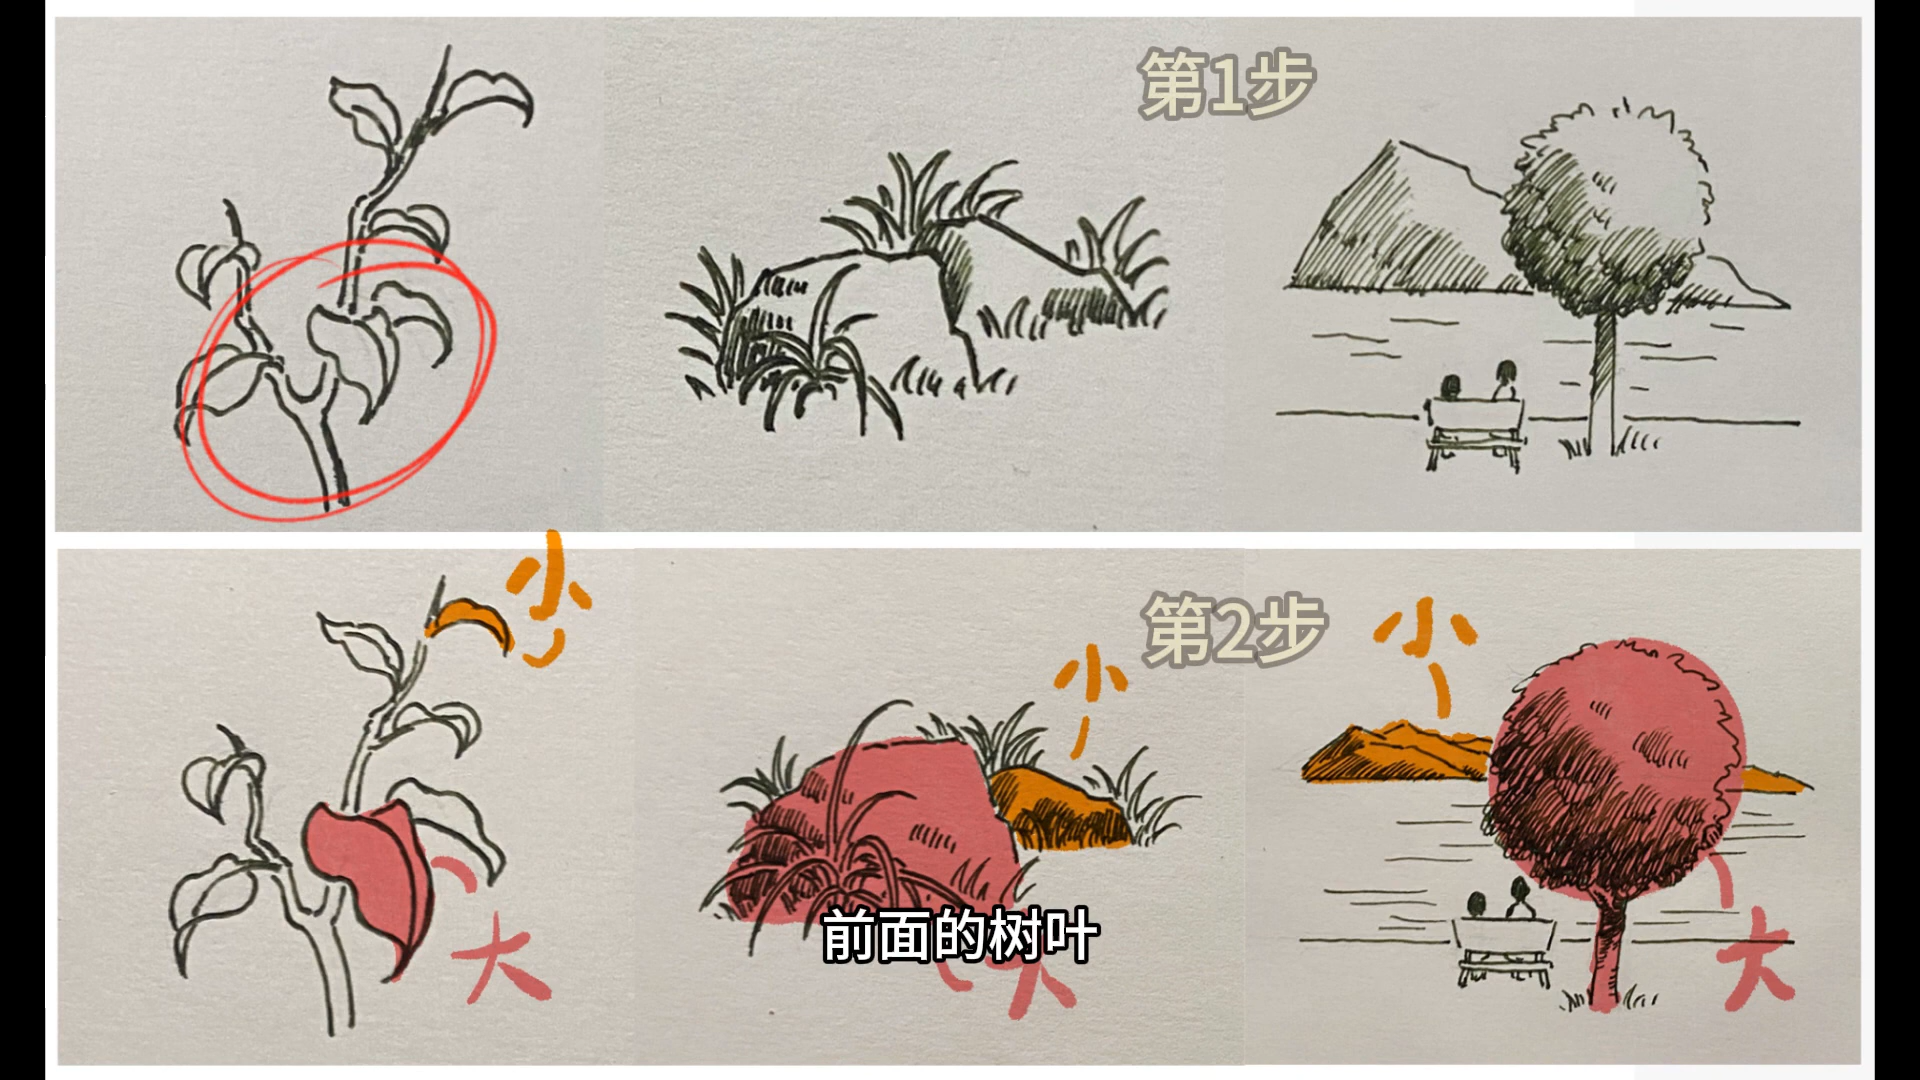 第1步
小
第2步
小
小
大
前面的树叶
大
大